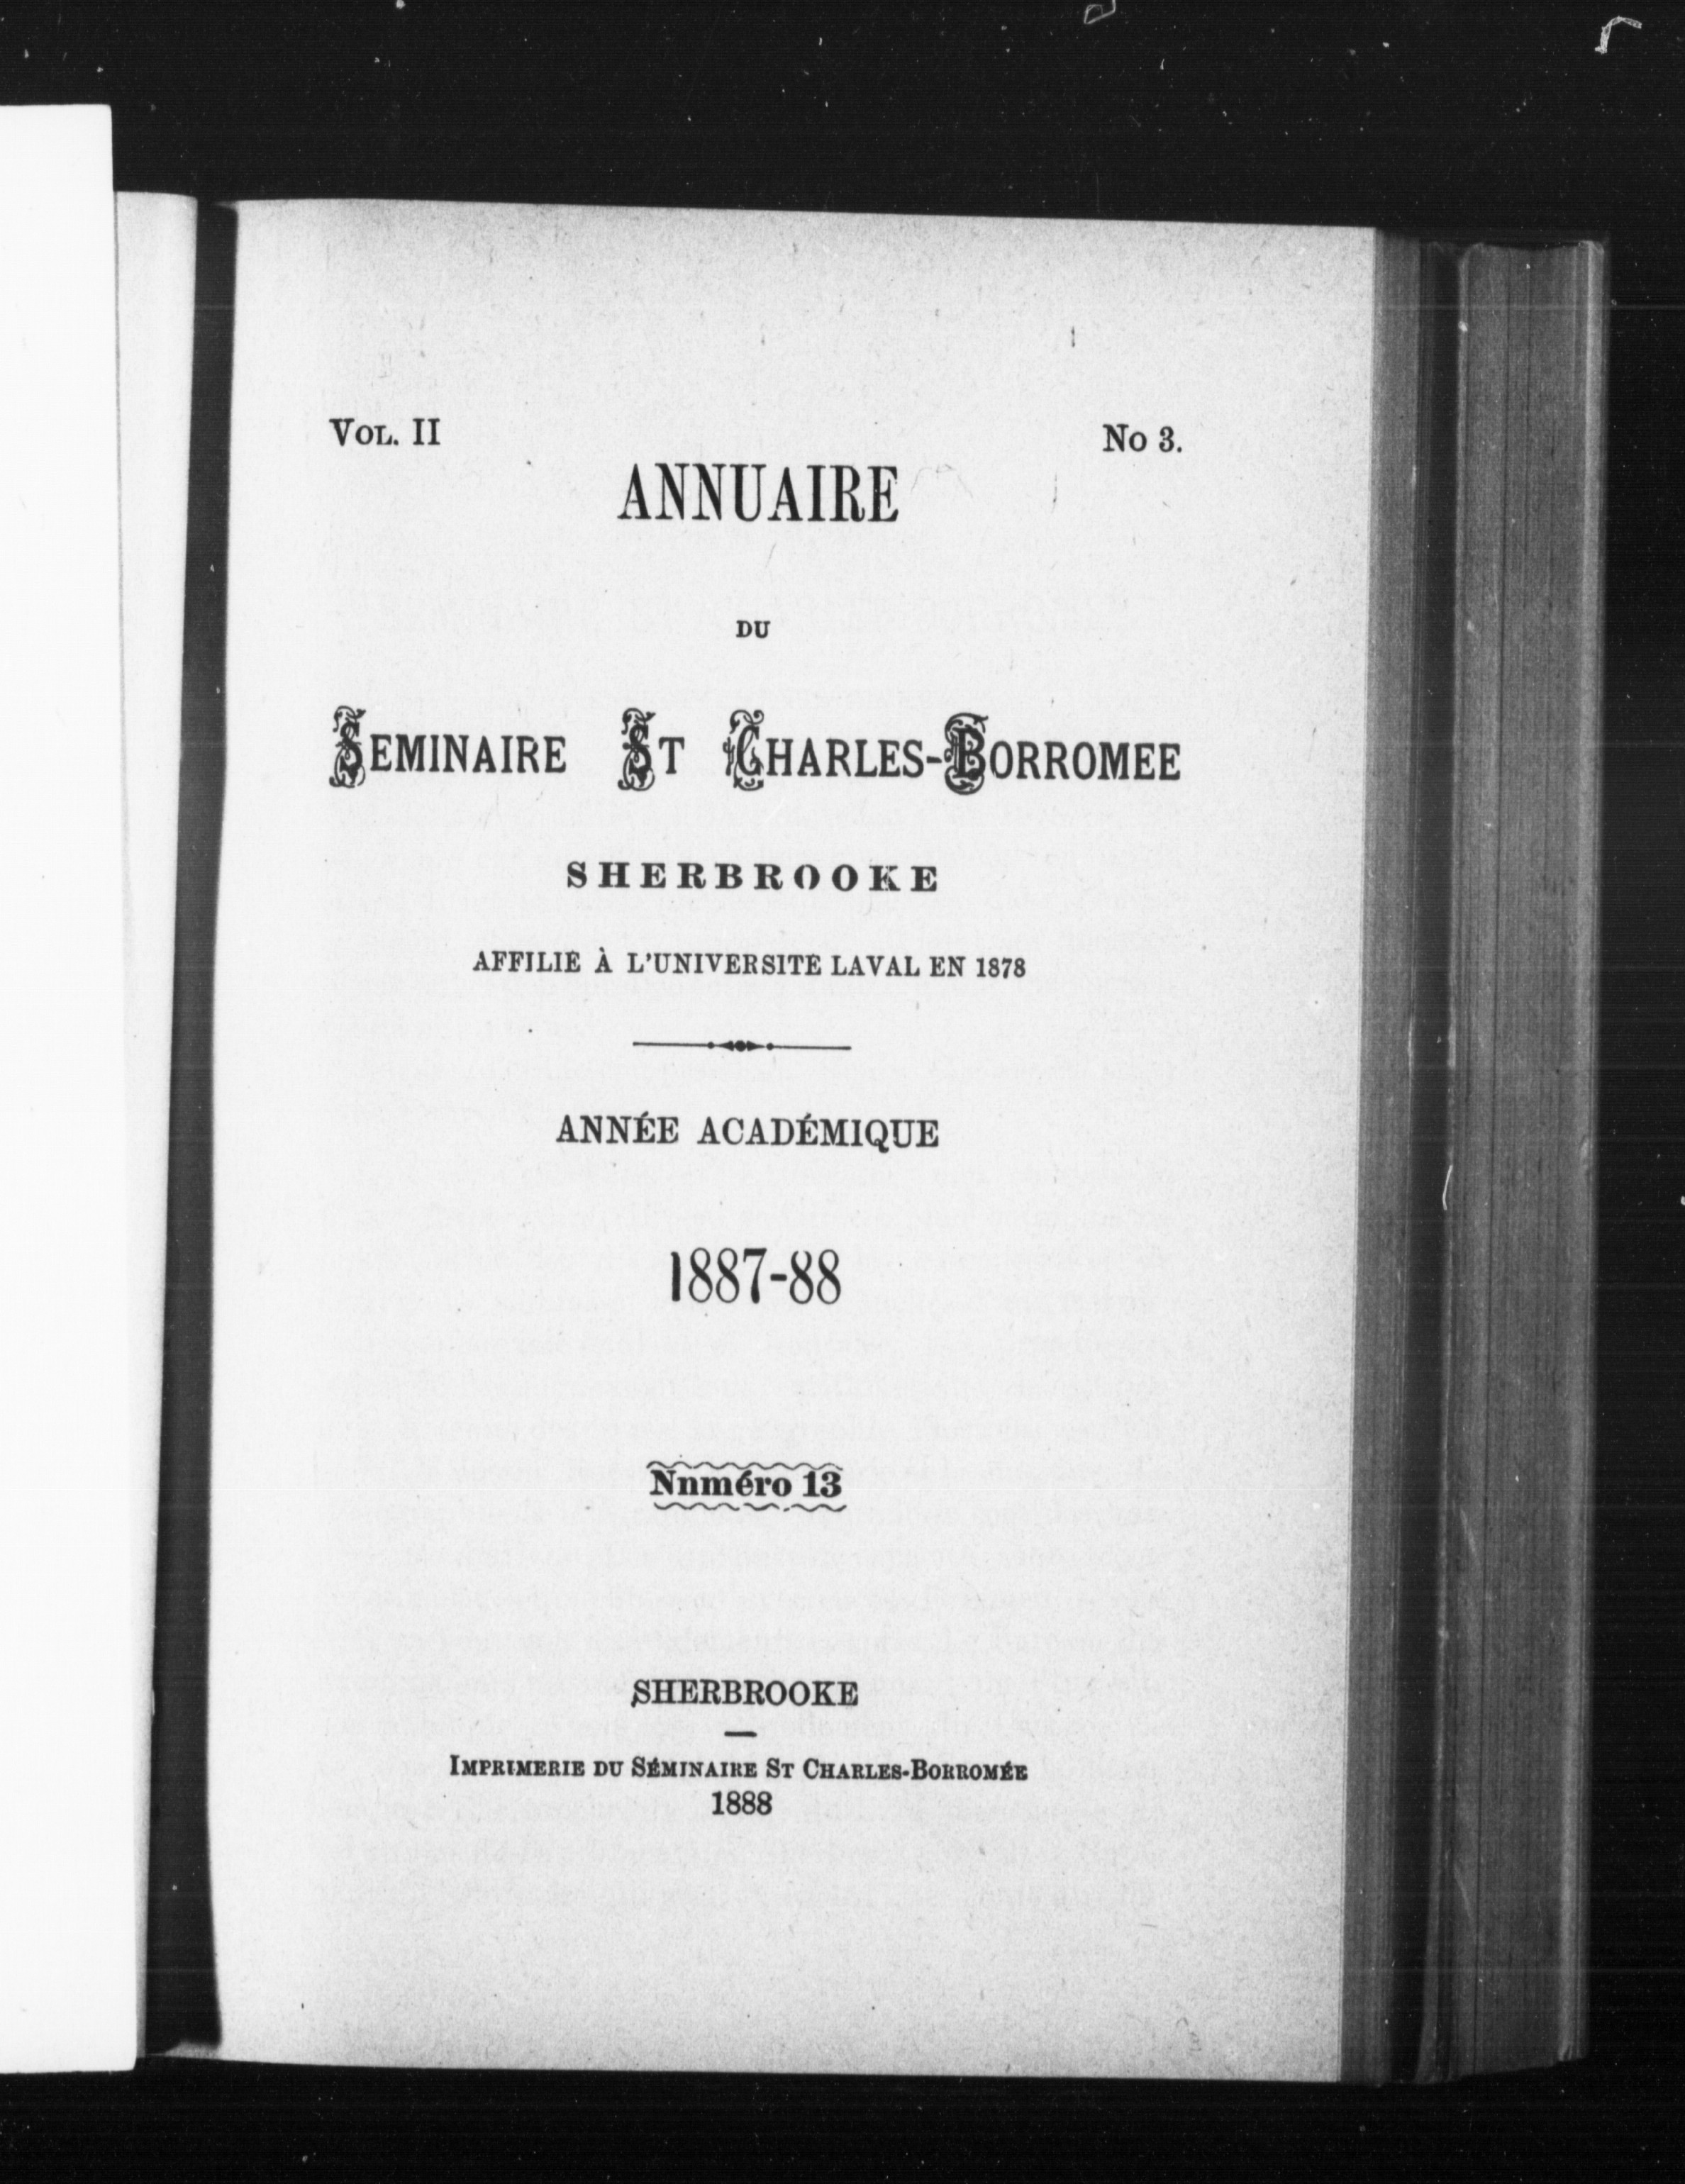 VOL. II No 3.
ANNUAIRE
DU
SEMINAIRE ST CHARLES-BORROMEE
SHERBROOKE
AFFILIÉ À L'UNIVERSITE LAVAL EN 1878
ANNÉE ACADÉMIQUE
1887-88
Nnméro 13
SHERBROOKE
IMPRIMERIE DU SÉMINAIRE ST CHARLES-BORROMÉE
1888